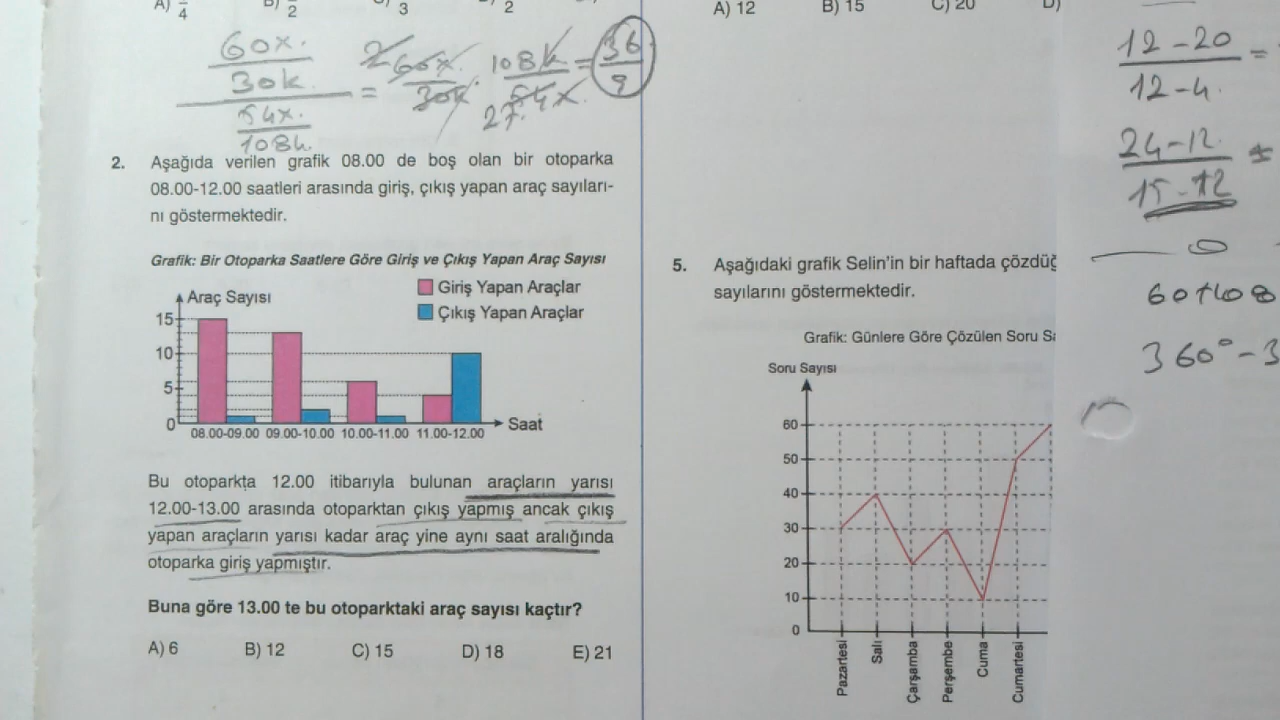 A) 4
B) 2
3
2
60x.
30k.
54x.
108k.
=
2 60x. 108k = 36
30k. 54x. 9
27.
2. Aşağıda verilen grafik 08.00 de boş olan bir otoparka
08.00-12.00 saatleri arasında giriş, çıkış yapan araç sayıları-
nı göstermektedir.
Grafik: Bir Otoparka Saatlere Göre Giriş ve Çıkış Yapan Araç Sayısı
Araç Sayısı
Giriş Yapan Araçlar
Çıkış Yapan Araçlar
15
10
5
0
08.00-09.00 09.00-10.00 10.00-11.00 11.00-12.00
Saat
Bu otoparkta 12.00 itibarıyla bulunan araçların yarısı
12.00-13.00 arasında otoparktan çıkış yapmış ancak çıkış
yapan araçların yarısı kadar araç yine aynı saat aralığında
otoparka giriş yapmıştır.
Buna göre 13.00 te bu otoparktaki araç sayısı kaçtır?
A) 6 B) 12 C) 15 D) 18 E) 21
A) 12 B) 15 C) 20 D)
5. Aşağıdaki grafik Selin'in bir haftada çözdüğ
sayılarını göstermektedir.
Grafik: Günlere Göre Çözülen Soru Sa
Soru Sayısı
60
50
40
30
20
10
0
Pazartesi
Salı
Çarşamba
Perşembe
Cuma
Cumartesi
12-20 =
12-4.
24-12.
15-12
60+108
360°-3